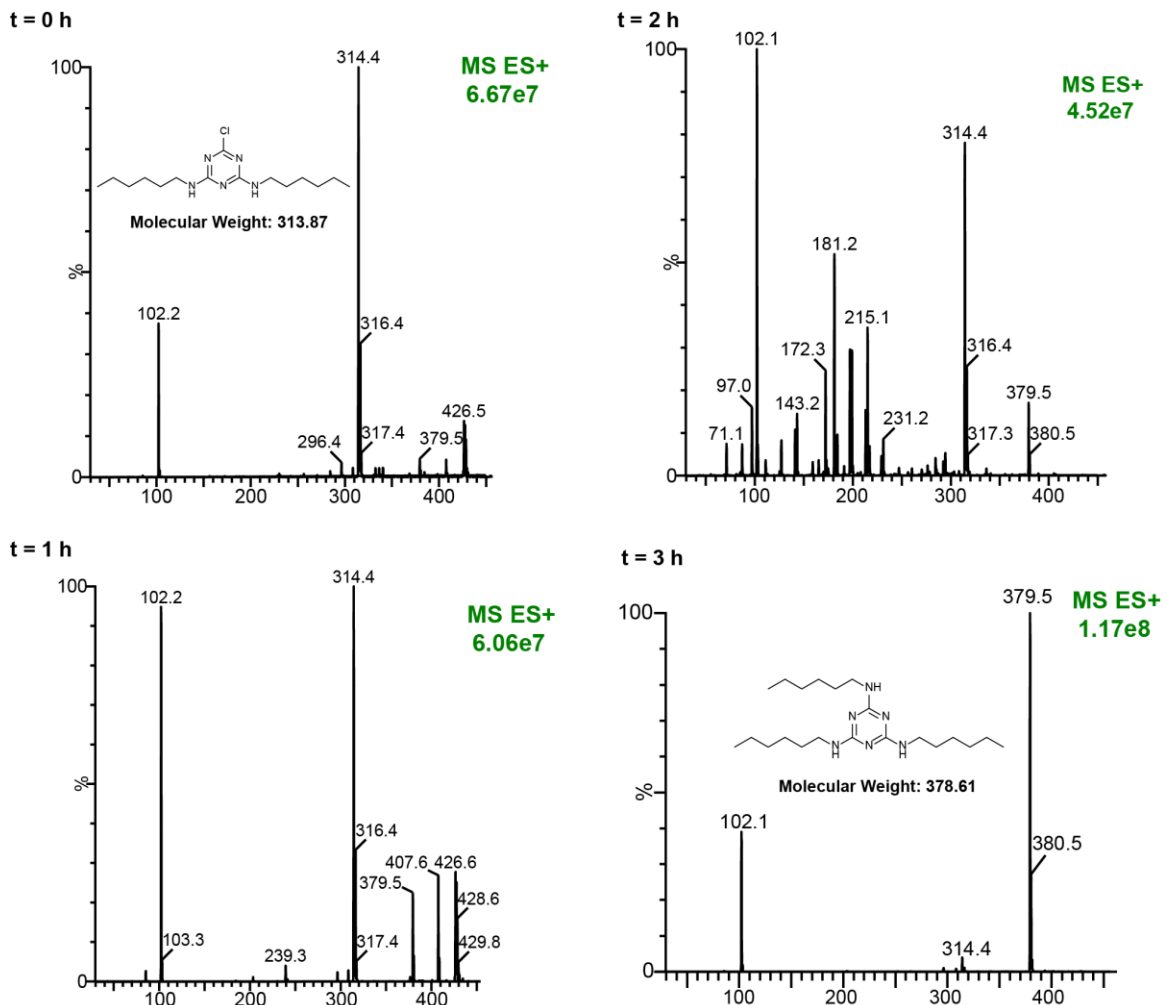 t = 0 h
MS ES+
6.67e7
100
%
0
314.4
102.2
316.4
317.4
296.4
379.5
426.5
Cl
N
N
N
N
H
N
H
Molecular Weight: 313.87
100
200
300
400
t = 2 h
MS ES+
4.52e7
100
%
0
102.1
314.4
181.2
215.1
172.3
316.4
97.0
143.2
379.5
71.1
231.2
317.3
380.5
100
200
300
400
t = 1 h
MS ES+
6.06e7
100
%
0
314.4
102.2
316.4
407.6
426.6
379.5
428.6
103.3
239.3
317.4
429.8
100
200
300
400
t = 3 h
MS ES+
1.17e8
100
%
0
379.5
NH
N
N
N
N
H
N
H
Molecular Weight: 378.61
102.1
380.5
314.4
100
200
300
400